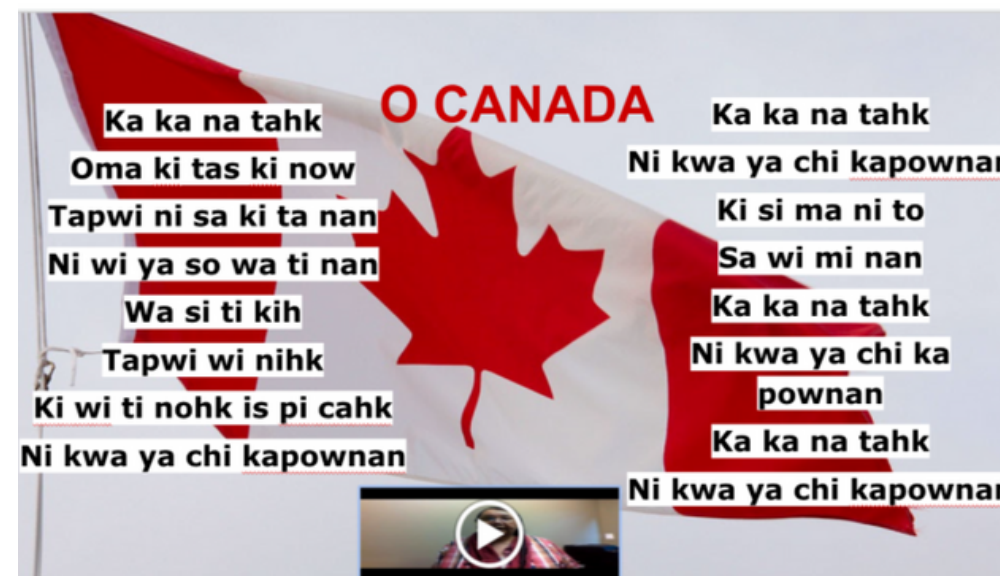 O CANADA
Ka ka na tahk
Oma ki tas ki now
Tapwi ni sa ki ta nan
Ni wi ya so wa ti nan
Wa si ti kih
Tapwi wi nihk
Ki wi ti nohk is pi cahk
Ni kwa ya chi kapownan
Ka ka na tahk
Ni kwa ya chi kapownan
Ki si ma ni to
Sa wi mi nan
Ka ka na tahk
Ni kwa ya chi ka
pownan
Ka ka na tahk
Ni kwa ya chi kapownan